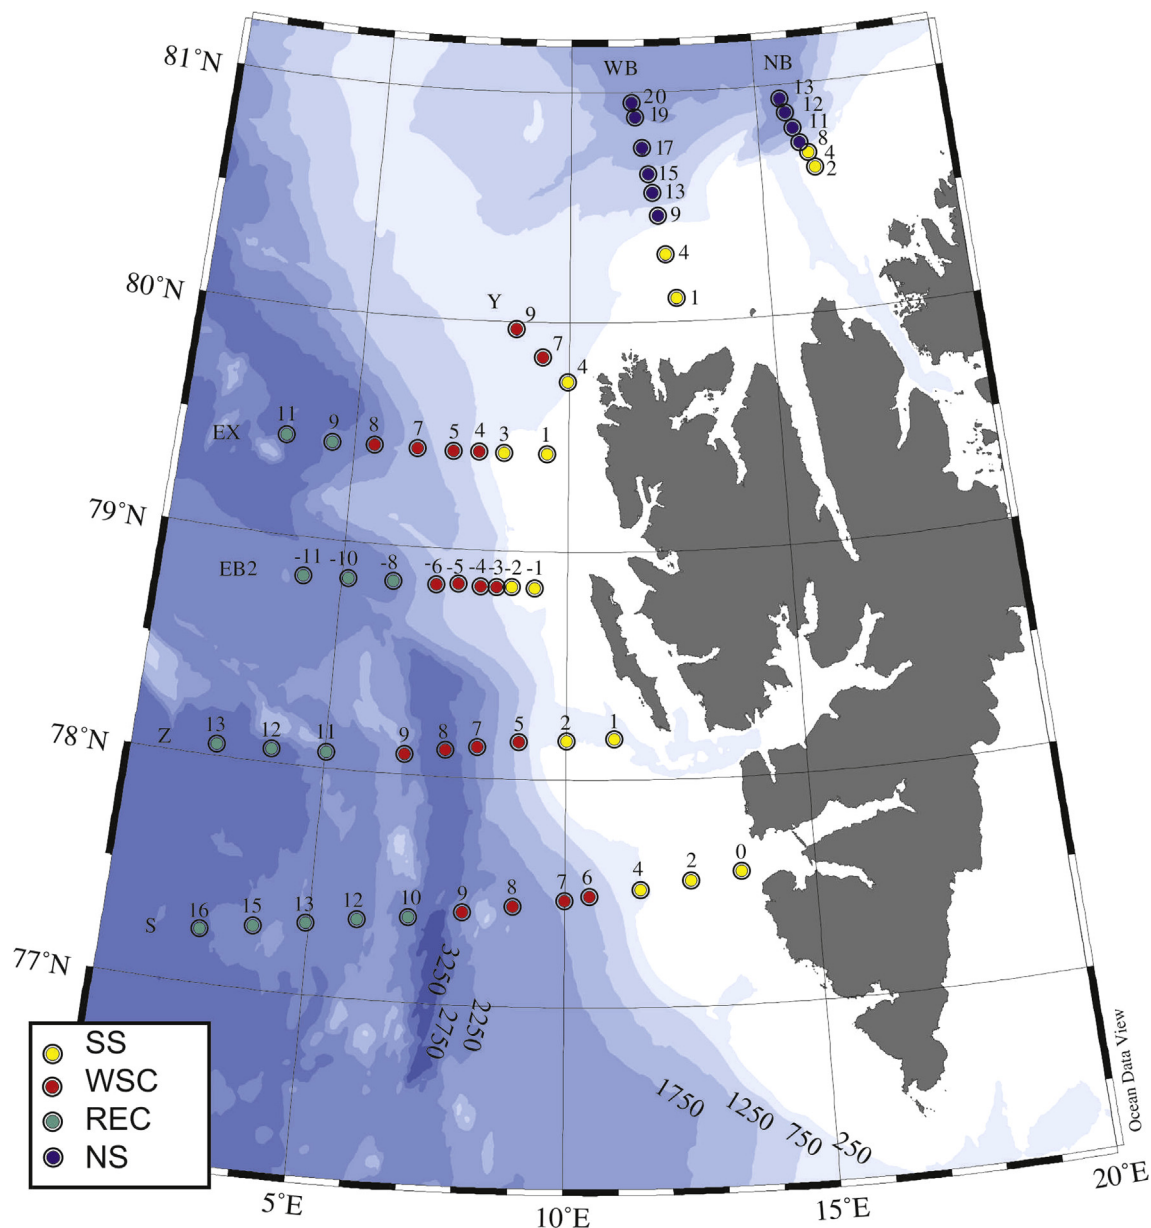 81°N
WB
NB
20
19
17
15
13
9
4
1
13
12
11
8
4
2
80°N
Y
9
7
4
EX
11
9
8
7
5
4
3
1
79°N
EB2
-11
-10
-8
-6
-5
-4
-3
-2
-1
78°N
Z
13
12
11
9
8
7
5
2
1
S
16
15
13
12
10
9
8
7
6
4
2
0
77°N
3250
2750
2250
1750
1250
750
250
SS
WSC
REC
NS
5°E
10°E
15°E
20°E
Ocean Data View